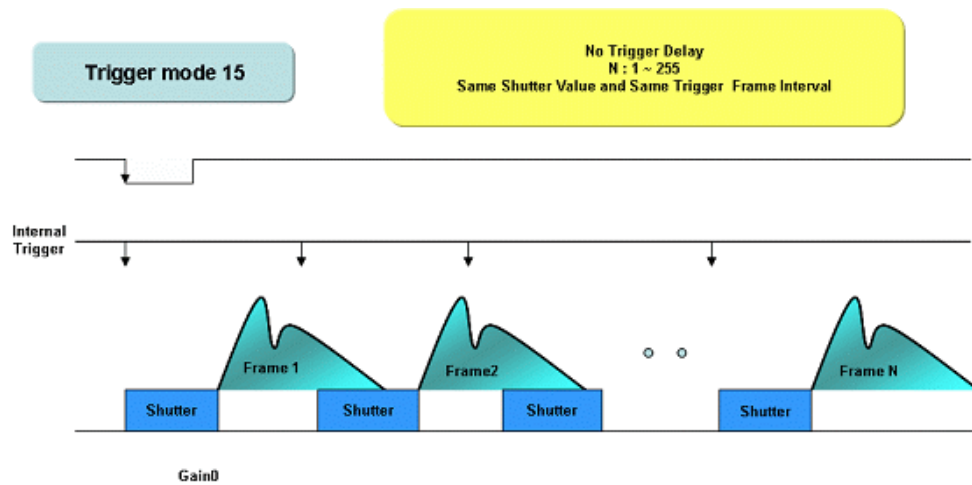 Trigger mode 15
No Trigger Delay
N : 1 ~ 255
Same Shutter Value and Same Trigger Frame Interval
Internal
Trigger
Frame 1
Frame2
Frame N
Shutter
Shutter
Shutter
Shutter
Gain0